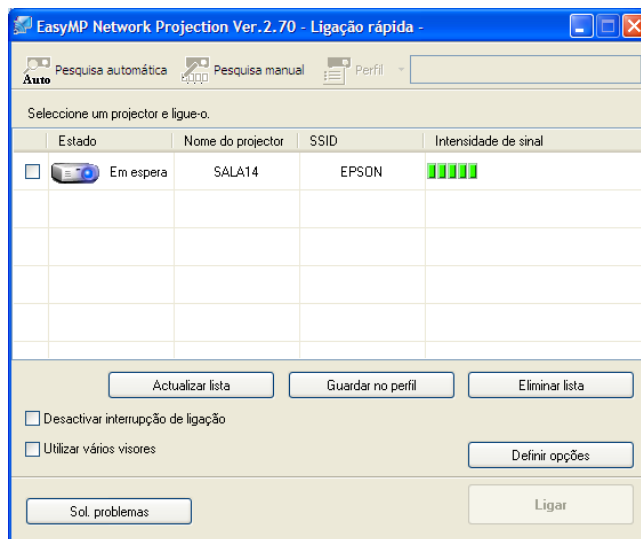 EasyMP Network Projection Ver.2.70 - Ligação rápida -
Auto Pesquisa automática Pesquisa manual Perfil
Seleccione um projector e ligue-o.
Estado Nome do projector SSID Intensidade de sinal
Em espera SALA14 EPSON
Actualizar lista Guardar no perfil Eliminar lista
Desactivar interrupção de ligação
Utilizar vários visores
Definir opções
Ligar
Sol. problemas